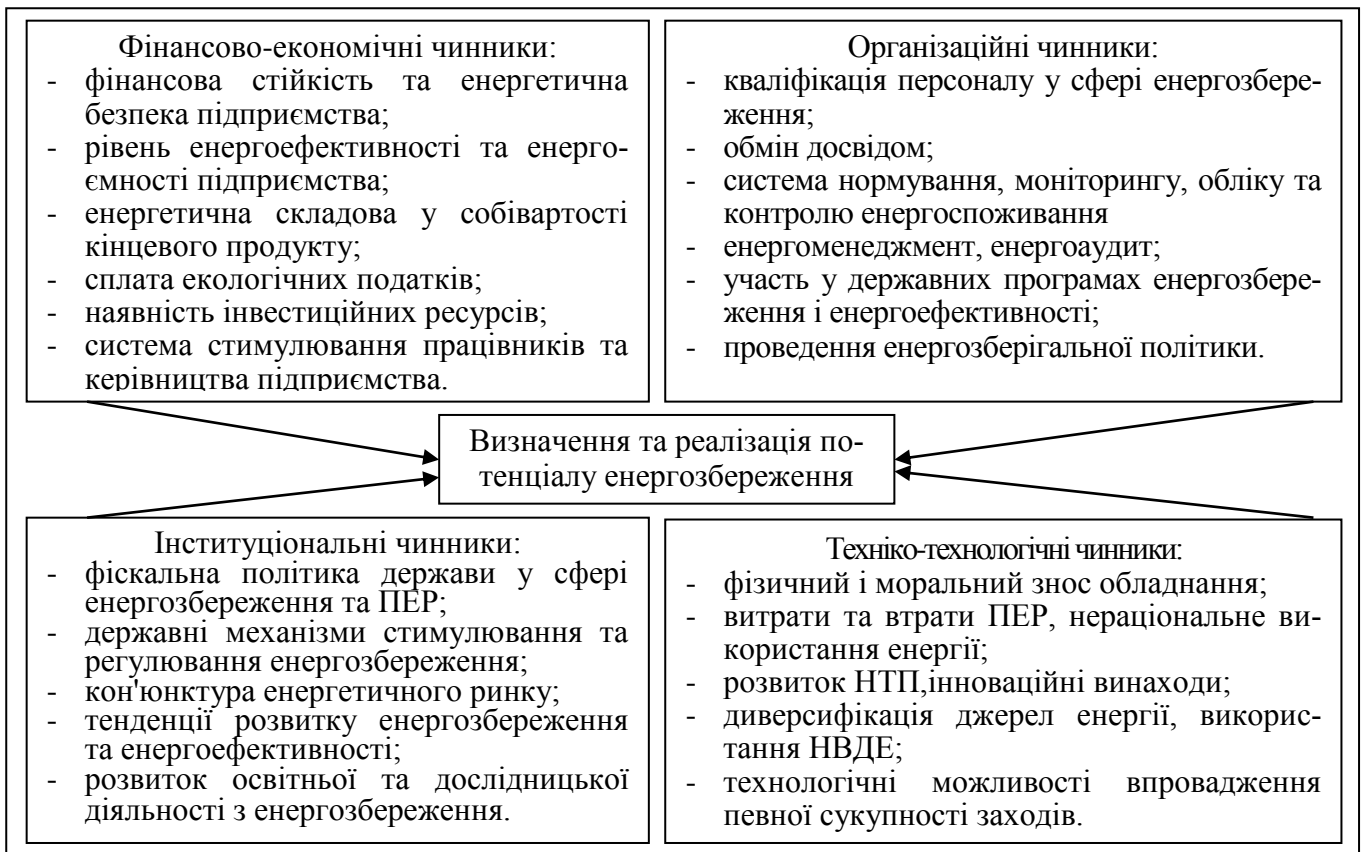 Фінансово-економічні чинники:
- фінансова стійкість та енергетична
безпека підприємства;
- рівень енергоефективності та енерго-
ємності підприємства;
- енергетична складова у собівартості
кінцевого продукту;
- сплата екологічних податків;
- наявність інвестиційних ресурсів;
- система стимулювання працівників та
керівництва підприємства.
Організаційні чинники:
- кваліфікація персоналу у сфері енергозбере-
ження;
- обмін досвідом;
- система нормування, моніторингу, обліку та
контролю енергоспоживання
- енергоменеджмент, енергоаудит;
- участь у державних програмах енергозбере-
ження і енергоефективності;
- проведення енергозберігальної політики.
Визначення та реалізація по-
тенціалу енергозбереження
Інституціональні чинники:
- фіскальна політика держави у сфері
енергозбереження та ПЕР;
- державні механізми стимулювання та
регулювання енергозбереження;
- кон'юнктура енергетичного ринку;
- тенденції розвитку енергозбереження
та енергоефективності;
- розвиток освітньої та дослідницької
діяльності з енергозбереження.
Техніко-технологічні чинники:
- фізичний і моральний знос обладнання;
- витрати та втрати ПЕР, нераціональне ви-
користання енергії;
- розвиток НТП,інноваційні винаходи;
- диверсифікація джерел енергії, викорис-
тання НВДЕ;
- технологічні можливості впровадження
певної сукупності заходів.